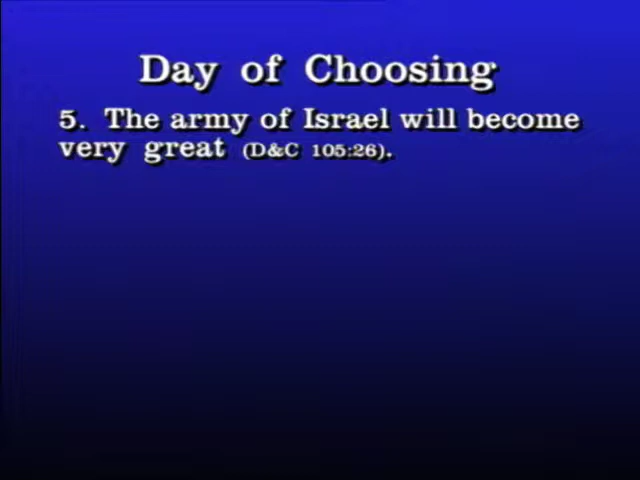 Day of Choosing
5. The army of Israel will become
very great (D&C 105:26).